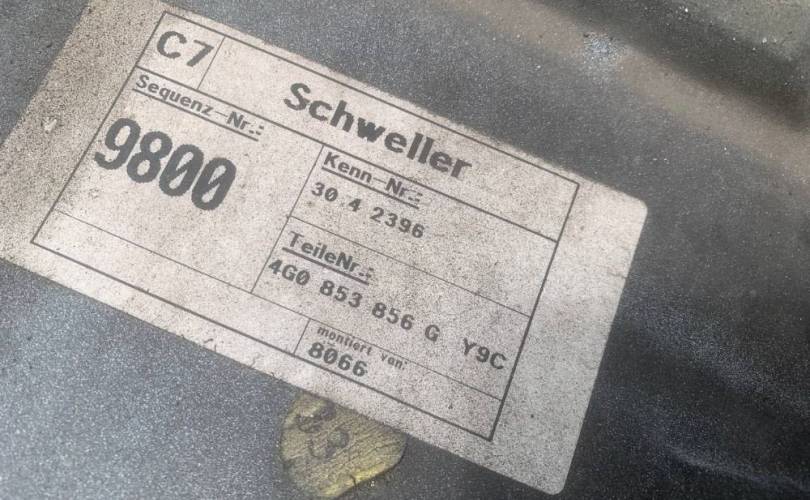 C7
Schweller
Sequenz-Nr.:
9800
Kenn-Nr.:
30 4 2396
TeileNr.:
4G0 853 856 G Y9C
montiert von:
8066